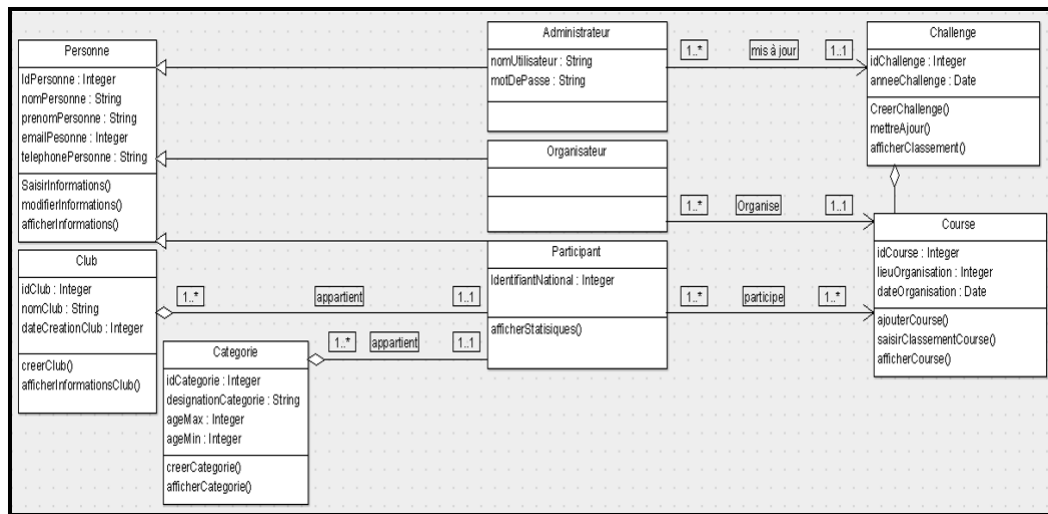 Personne
IdPersonne : Integer
nomPersonne : String
prenomPersonne : String
emailPesonne : Integer
telephonePersonne : String
SaisirInformations()
modifierInformations()
afficherInformations()
Administrateur
nomUtilisateur : String
motDePasse : String
1..* mis à jour 1..1
Challenge
idChallenge : Integer
anneeChallenge : Date
CreerChallenge()
mettreAjour()
afficherClassement()
Organisateur
1..* Organise 1..1
Course
idCourse : Integer
lieuOrganisation : Integer
dateOrganisation : Date
ajouterCourse()
saisirClassementCourse()
afficherCourse()
Club
idClub : Integer
nomClub : String
dateCreationClub : Integer
creerClub()
afficherInformationsClub()
1..* appartient 1..1
Participant
IdentifiantNational : Integer
afficherStatisiques()
1..* participe 1..*
Categorie
idCategorie : Integer
designationCategorie : String
ageMax : Integer
ageMin : Integer
creerCategorie()
afficherCategorie()
1..* appartient 1..1